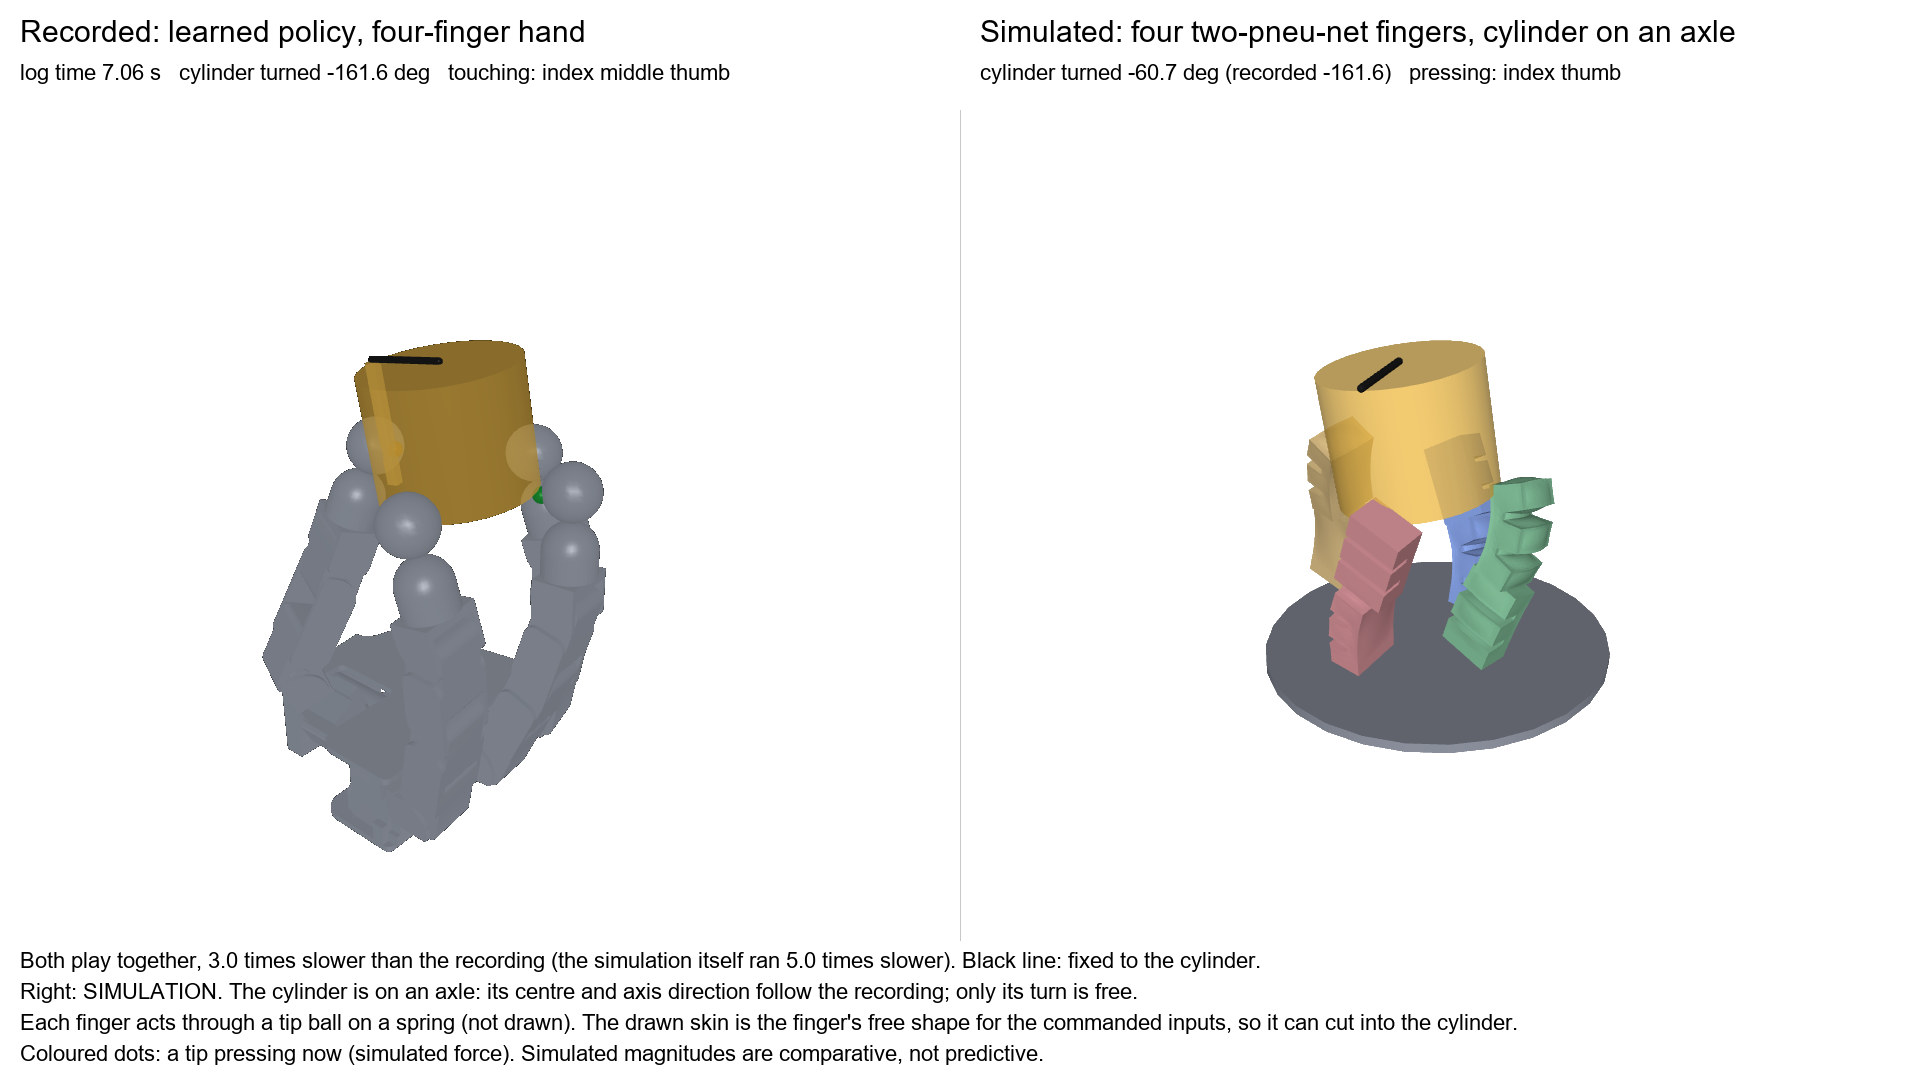 Recorded: learned policy, four-finger hand
log time 7.06 s   cylinder turned -161.6 deg   touching: index middle thumb
Simulated: four two-pneu-net fingers, cylinder on an axle
cylinder turned -60.7 deg (recorded -161.6)   pressing: index thumb
Both play together, 3.0 times slower than the recording (the simulation itself ran 5.0 times slower). Black line: fixed to the cylinder.
Right: SIMULATION. The cylinder is on an axle: its centre and axis direction follow the recording; only its turn is free.
Each finger acts through a tip ball on a spring (not drawn). The drawn skin is the finger's free shape for the commanded inputs, so it can cut into the cylinder.
Coloured dots: a tip pressing now (simulated force). Simulated magnitudes are comparative, not predictive.